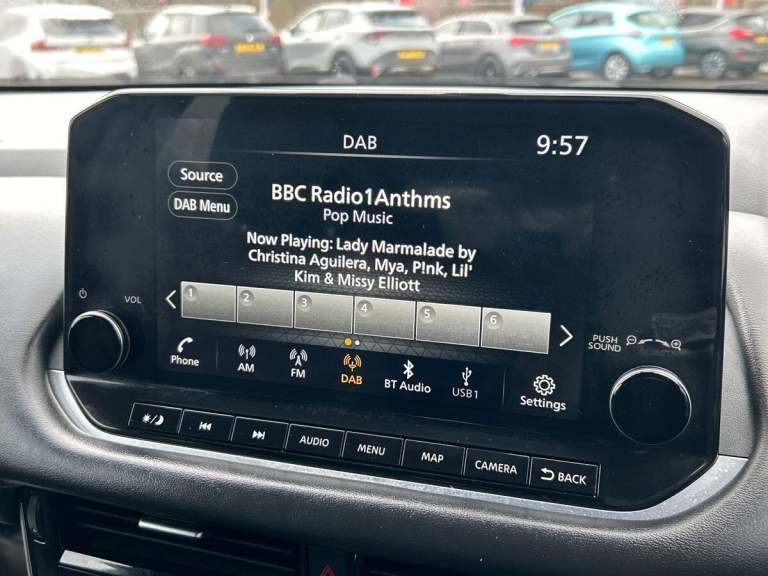 DAB
9:57
Source
DAB Menu
BBC Radio1Anthms
Pop Music
Now Playing: Lady Marmalade by
Christina Aguilera, Mya, P!nk, Lil'
Kim & Missy Elliott
1 2 3 4 5 6
VOL
PUSH
SOUND
Phone
AM
FM
DAB
BT Audio
USB1
Settings
AUDIO
MENU
MAP
CAMERA
BACK